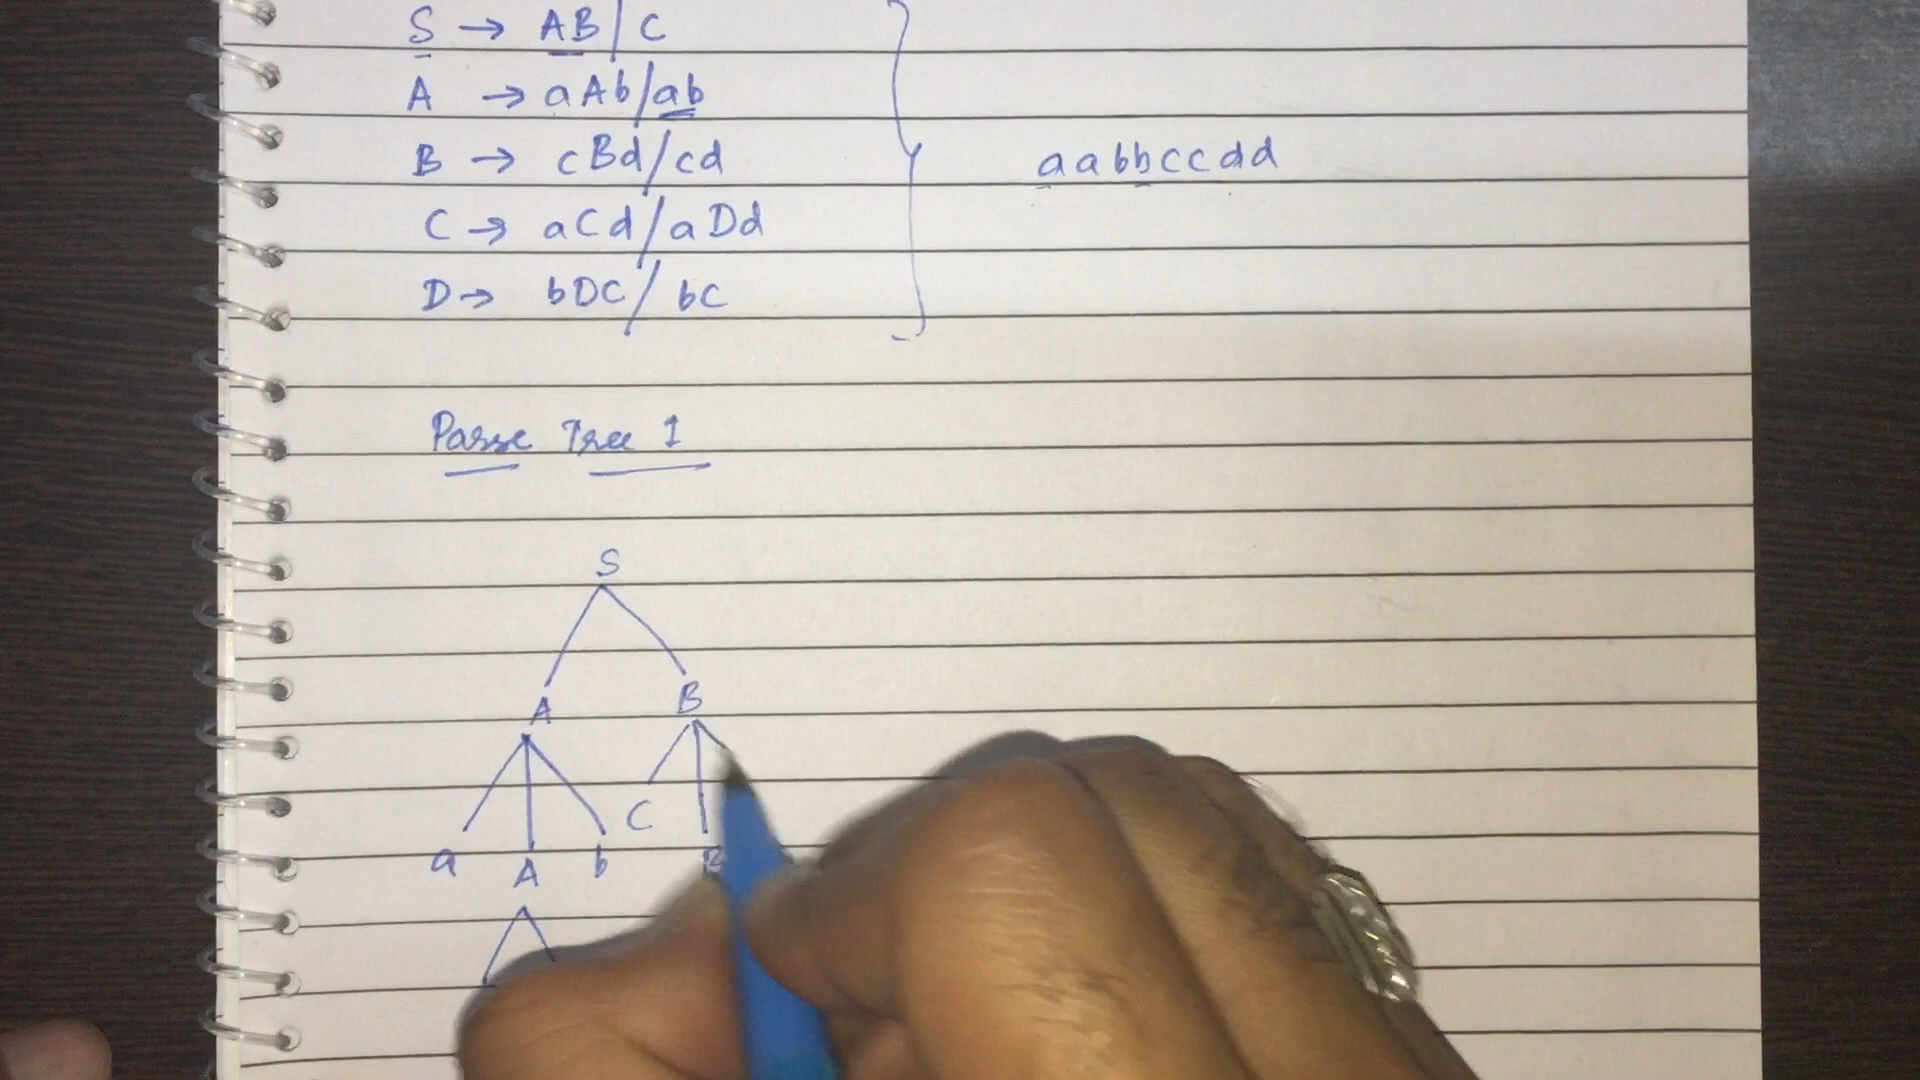 S → AB / C
A → aAb/ab
B → cBd/cd
C → aCd/aDd
D → bDC/ bC
aabbccdd
Parse Tree 1
S
A B
a A b C